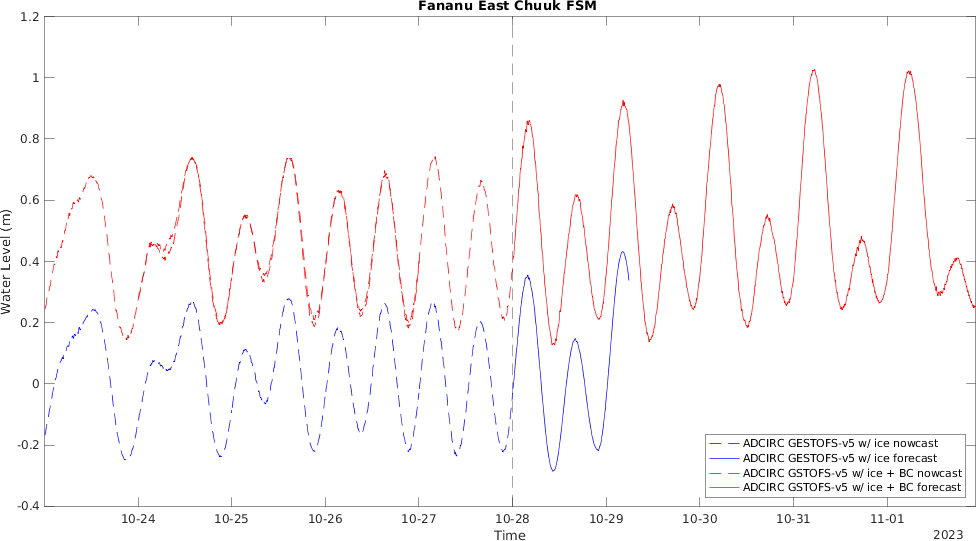 Fananu East Chuuk FSM
1.2
1
0.8
0.6
0.4
0.2
0
-0.2
-0.4
Water Level (m)
10-24 10-25 10-26 10-27 10-28 10-29 10-30 10-31 11-01
Time
2023
ADCIRC GESTOFS-v5 w/ ice nowcast
ADCIRC GESTOFS-v5 w/ ice forecast
ADCIRC GSTOFS-v5 w/ ice + BC nowcast
ADCIRC GSTOFS-v5 w/ ice + BC forecast